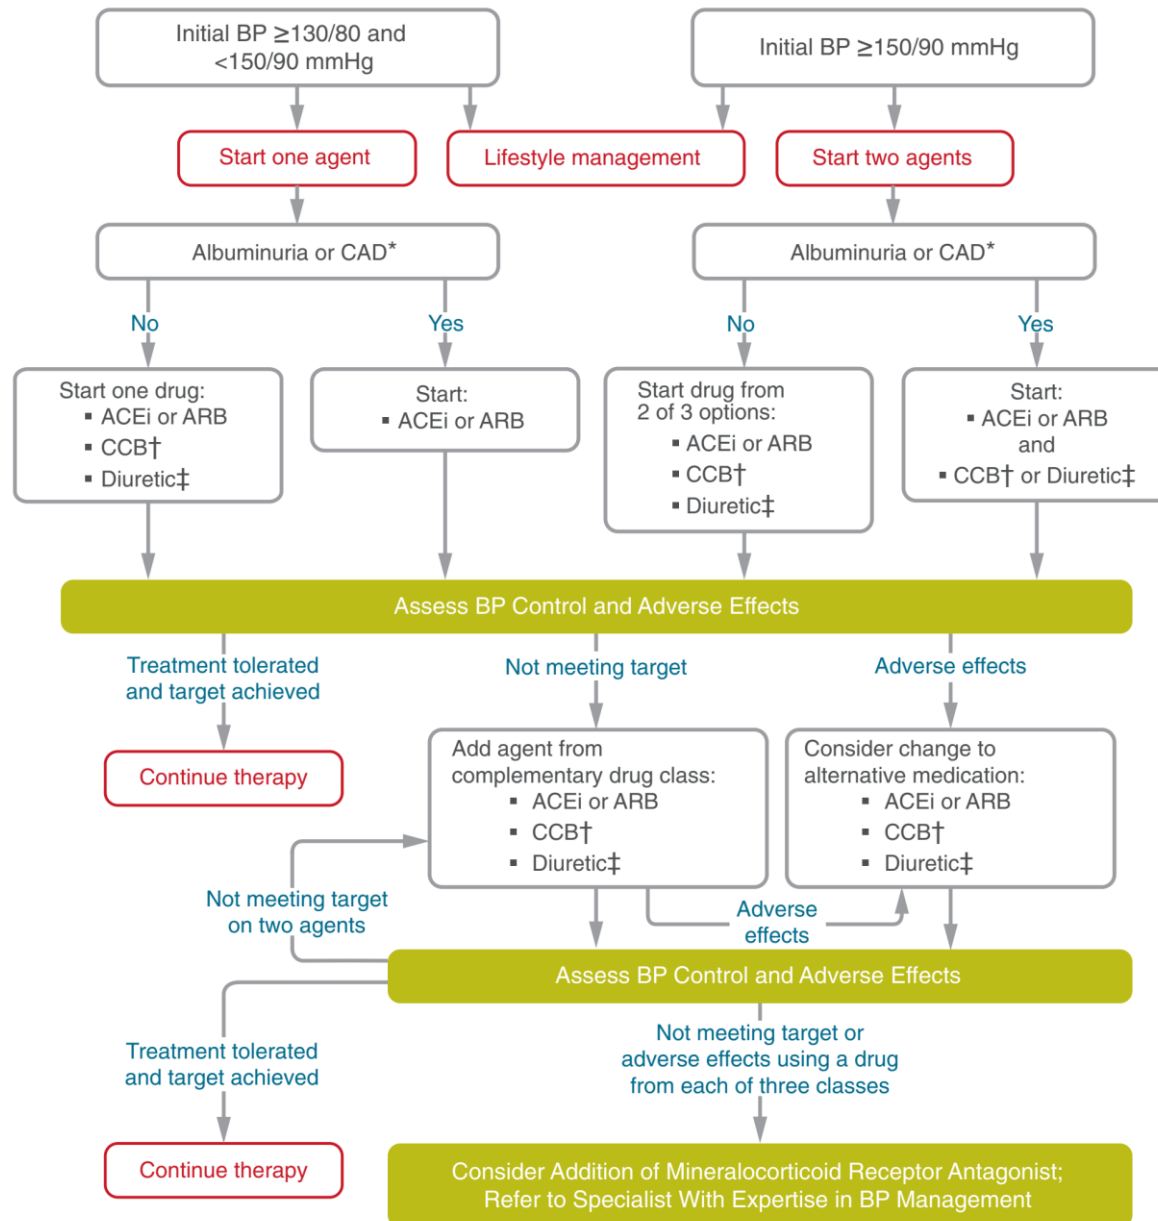 Initial BP ≥130/80 and
<150/90 mmHg
Initial BP ≥150/90 mmHg
Start one agent
Lifestyle management
Start two agents
Albuminuria or CAD*
Albuminuria or CAD*
No
Yes
No
Yes
Start one drug:
▪ ACEi or ARB
▪ CCB†
▪ Diuretic‡
Start:
▪ ACEi or ARB
Start drug from
2 of 3 options:
▪ ACEi or ARB
▪ CCB†
▪ Diuretic‡
Start:
▪ ACEi or ARB
and
▪ CCB† or Diuretic‡
Assess BP Control and Adverse Effects
Treatment tolerated
and target achieved
Not meeting target
Adverse effects
Continue therapy
Add agent from
complementary drug class:
▪ ACEi or ARB
▪ CCB†
▪ Diuretic‡
Consider change to
alternative medication:
▪ ACEi or ARB
▪ CCB†
▪ Diuretic‡
Not meeting target
on two agents
Adverse
effects
Assess BP Control and Adverse Effects
Treatment tolerated
and target achieved
Not meeting target or
adverse effects using a drug
from each of three classes
Continue therapy
Consider Addition of Mineralocorticoid Receptor Antagonist;
Refer to Specialist With Expertise in BP Management